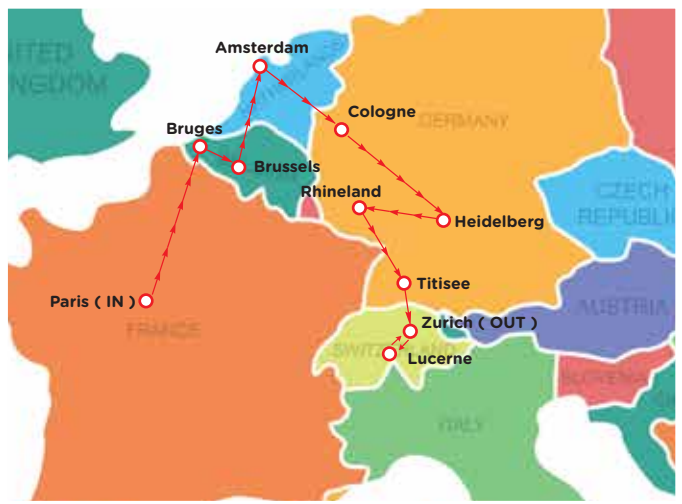 Amsterdam
Cologne
GERMANY
Bruges
Brussels
Rhineland
CZECH
REPUBLIC
Heidelberg
Titisee
Paris ( IN )
FRANCE
AUSTRIA
Zurich ( OUT )
SWITZERLAND
Lucerne
SLOVENIA
ITALY